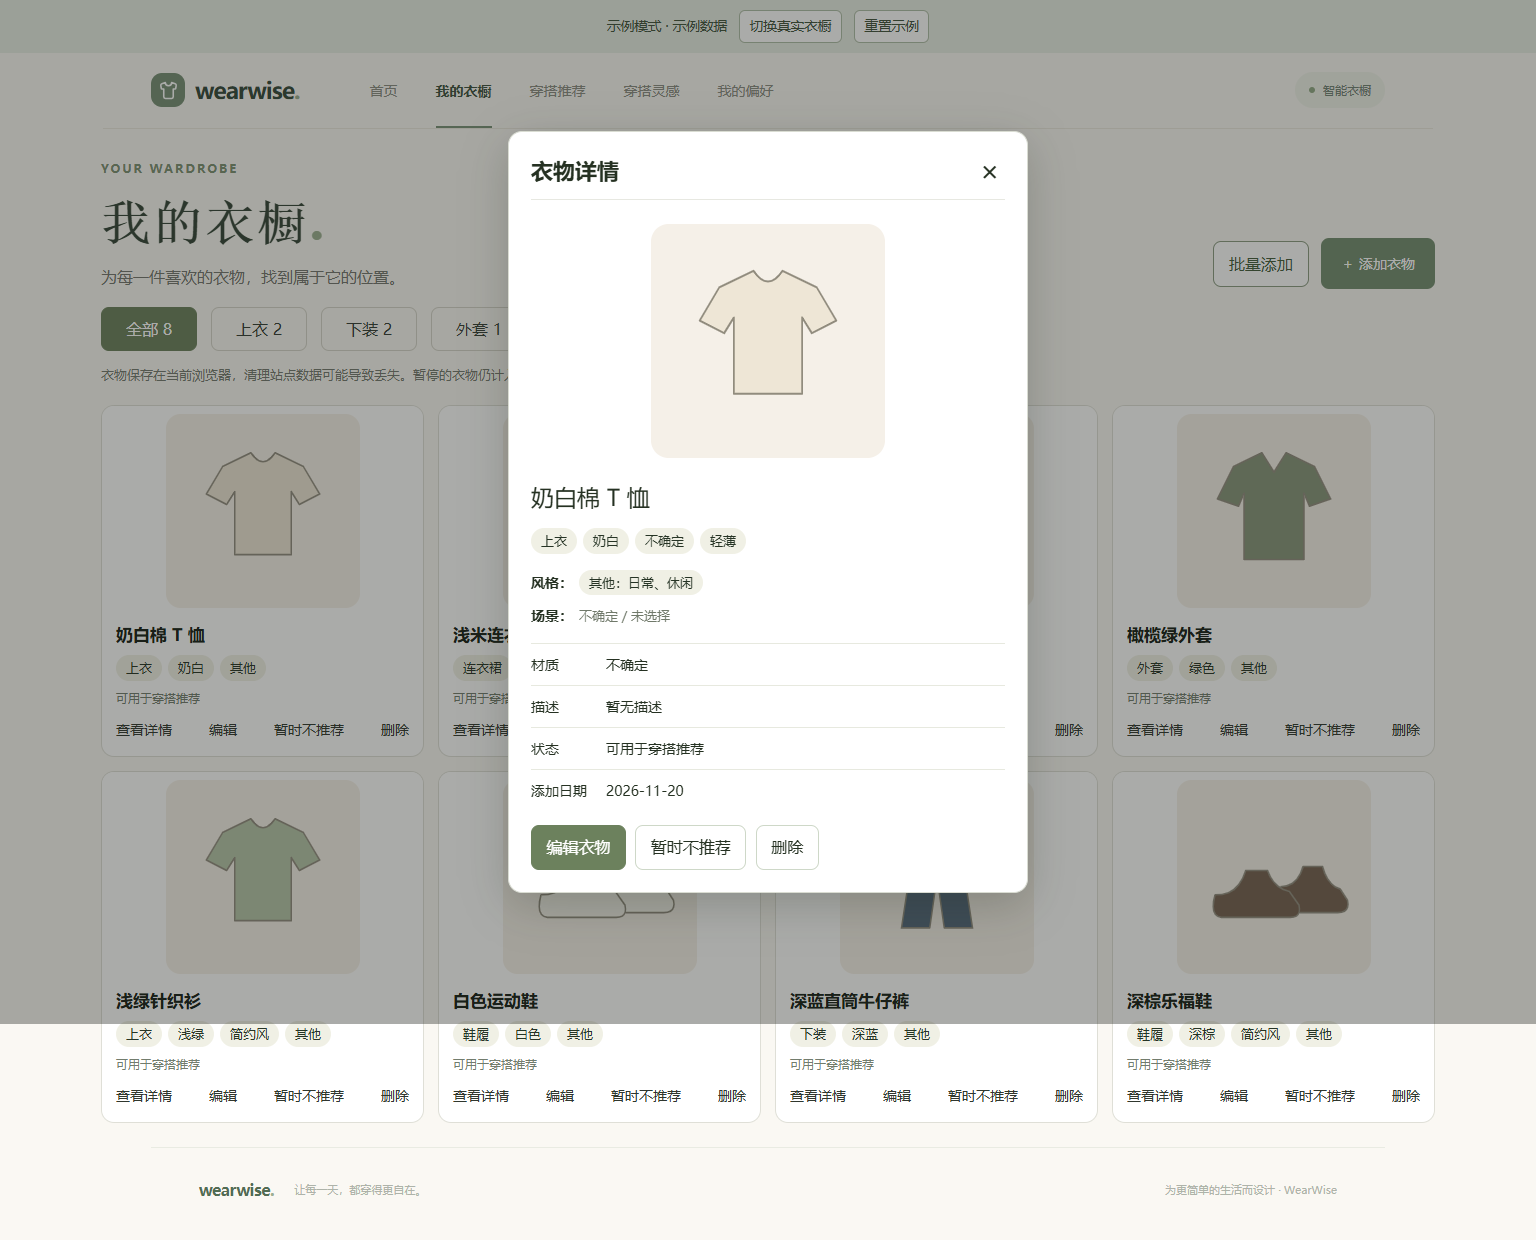 示例模式 · 示例数据 切换真实衣橱 重置示例
wearwise. 首页 我的衣橱 穿搭推荐 穿搭灵感 我的偏好 智能衣橱
YOUR WARDROBE
我的衣橱.
为每一件喜欢的衣物，找到属于它的位置。
批量添加 + 添加衣物
全部 8 上衣 2 下装 2 外套 1
衣物保存在当前浏览器，清理站点数据可能导致丢失。暂停的衣物仍计
衣物详情 ✕
奶白棉 T 恤
上衣 奶白 不确定 轻薄
风格： 其他：日常、休闲
场景： 不确定 / 未选择
材质 不确定
描述 暂无描述
状态 可用于穿搭推荐
添加日期 2026-11-20
编辑衣物 暂时不推荐 删除
奶白棉 T 恤
上衣 奶白 其他
可用于穿搭推荐
查看详情 编辑 暂时不推荐 删除
浅米连
连衣裙
可用于穿
查看详情
删除
橄榄绿外套
外套 绿色 其他
可用于穿搭推荐
查看详情 编辑 暂时不推荐 删除
浅绿针织衫
上衣 浅绿 简约风 其他
可用于穿搭推荐
查看详情 编辑 暂时不推荐 删除
白色运动鞋
鞋履 白色 其他
可用于穿搭推荐
查看详情 编辑 暂时不推荐 删除
深蓝直筒牛仔裤
下装 深蓝 其他
可用于穿搭推荐
查看详情 编辑 暂时不推荐 删除
深棕乐福鞋
鞋履 深棕 简约风 其他
可用于穿搭推荐
查看详情 编辑 暂时不推荐 删除
wearwise. 让每一天，都穿得更自在。
为更简单的生活而设计 · WearWise